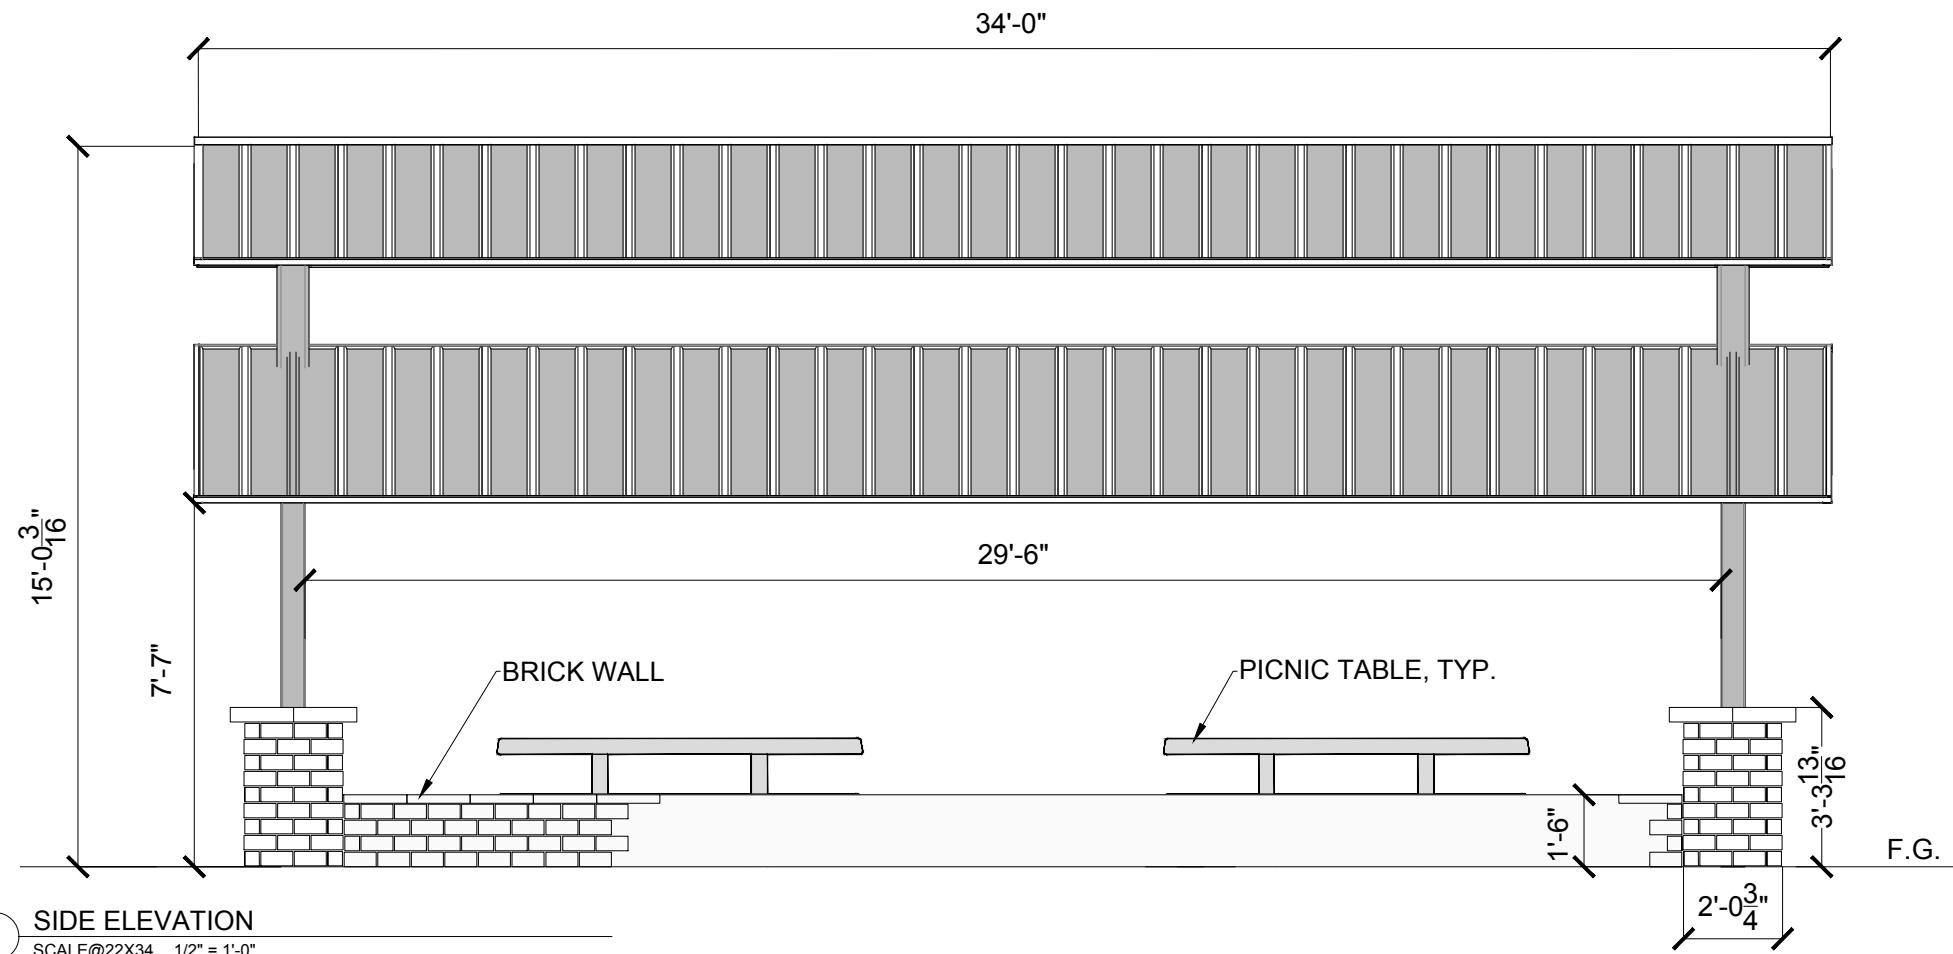 34'-0"
15'-0 3/16"
29'-6"
7'-7"
BRICK WALL
PICNIC TABLE, TYP.
3'-3 13/16"
1'-6"
F.G.
2'-0 3/4"
SIDE ELEVATION
SCALE@22X34 1/2" = 1'-0"